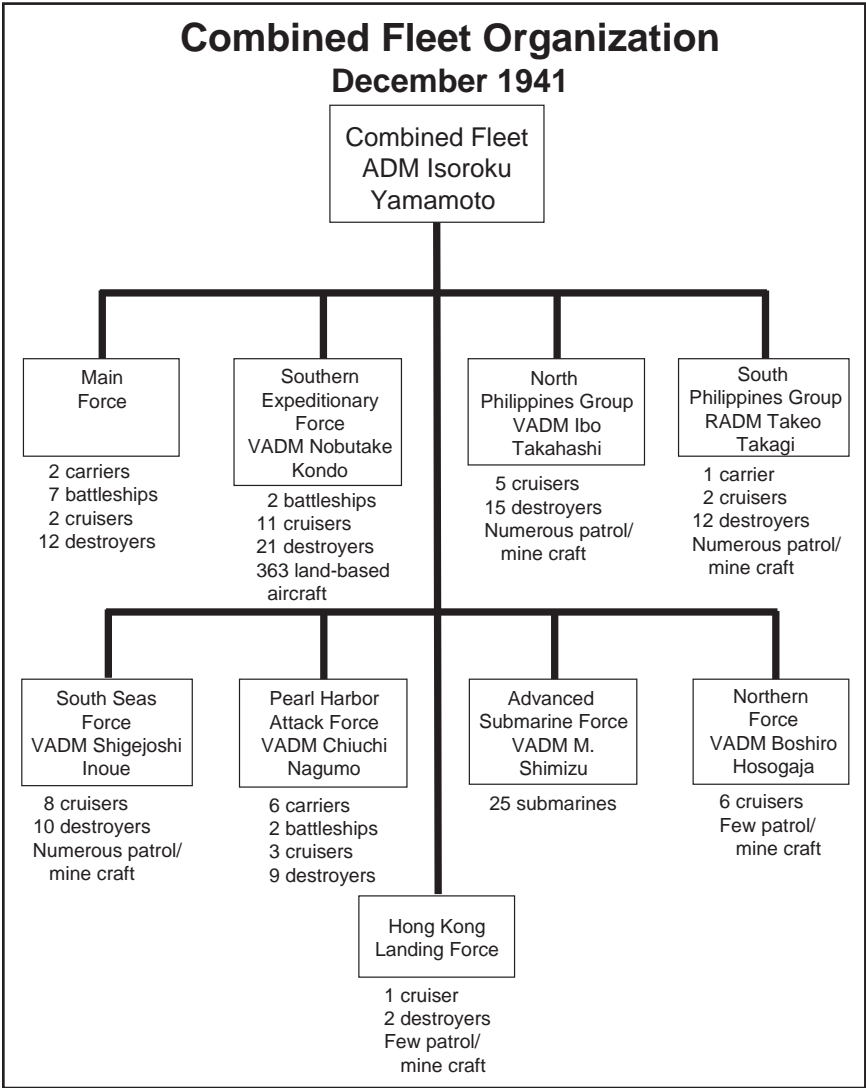 Combined Fleet Organization
December 1941
Combined Fleet
ADM Isoroku
Yamamoto
Main
Force
2 carriers
7 battleships
2 cruisers
12 destroyers
Southern
Expeditionary
Force
VADM Nobutake
Kondo
2 battleships
11 cruisers
21 destroyers
363 land-based
aircraft
North
Philippines Group
VADM Ibo
Takahashi
5 cruisers
15 destroyers
Numerous patrol/
mine craft
South
Philippines Group
RADM Takeo
Takagi
1 carrier
2 cruisers
12 destroyers
Numerous patrol/
mine craft
South Seas
Force
VADM Shigejoshi
Inoue
8 cruisers
10 destroyers
Numerous patrol/
mine craft
Pearl Harbor
Attack Force
VADM Chiuchi
Nagumo
6 carriers
2 battleships
3 cruisers
9 destroyers
Advanced
Submarine Force
VADM M.
Shimizu
25 submarines
Northern
Force
VADM Boshiro
Hosogaja
6 cruisers
Few patrol/
mine craft
Hong Kong
Landing Force
1 cruiser
2 destroyers
Few patrol/
mine craft